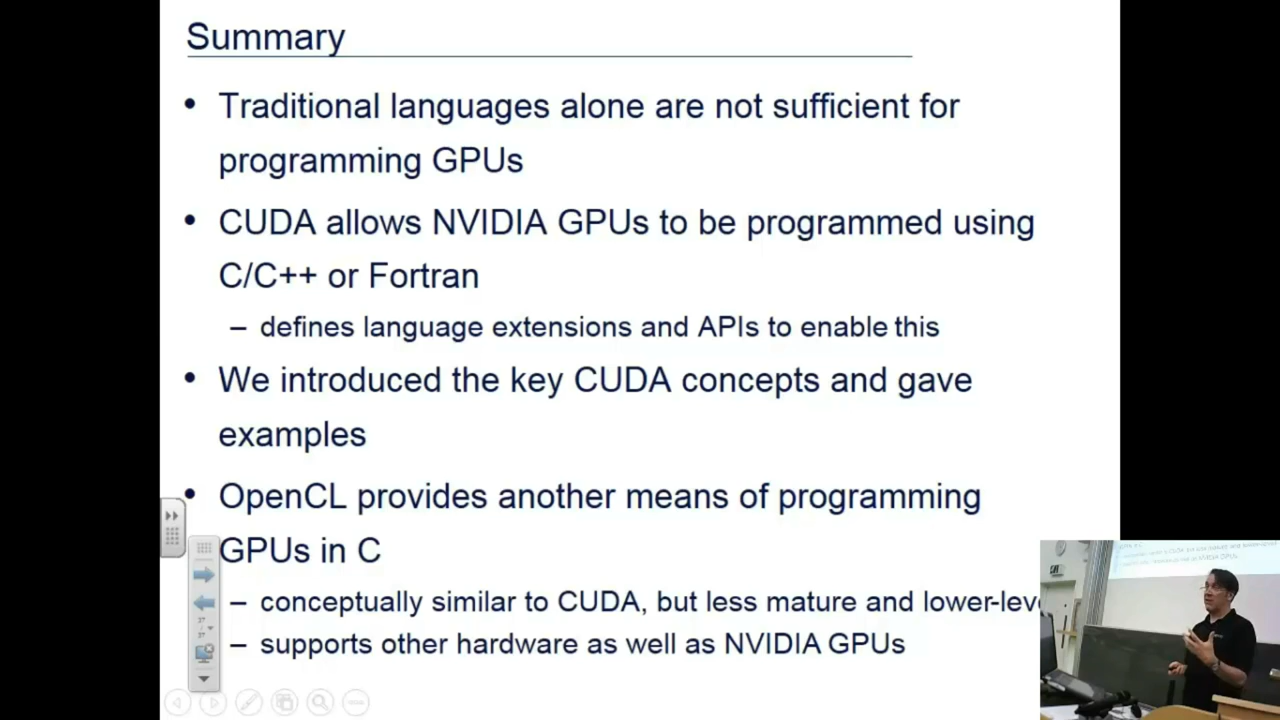 Summary
• Traditional languages alone are not sufficient for
programming GPUs
• CUDA allows NVIDIA GPUs to be programmed using
C/C++ or Fortran
– defines language extensions and APIs to enable this
• We introduced the key CUDA concepts and gave
examples
• OpenCL provides another means of programming
GPUs in C
– conceptually similar to CUDA, but less mature and lower-leve
– supports other hardware as well as NVIDIA GPUs
37
37